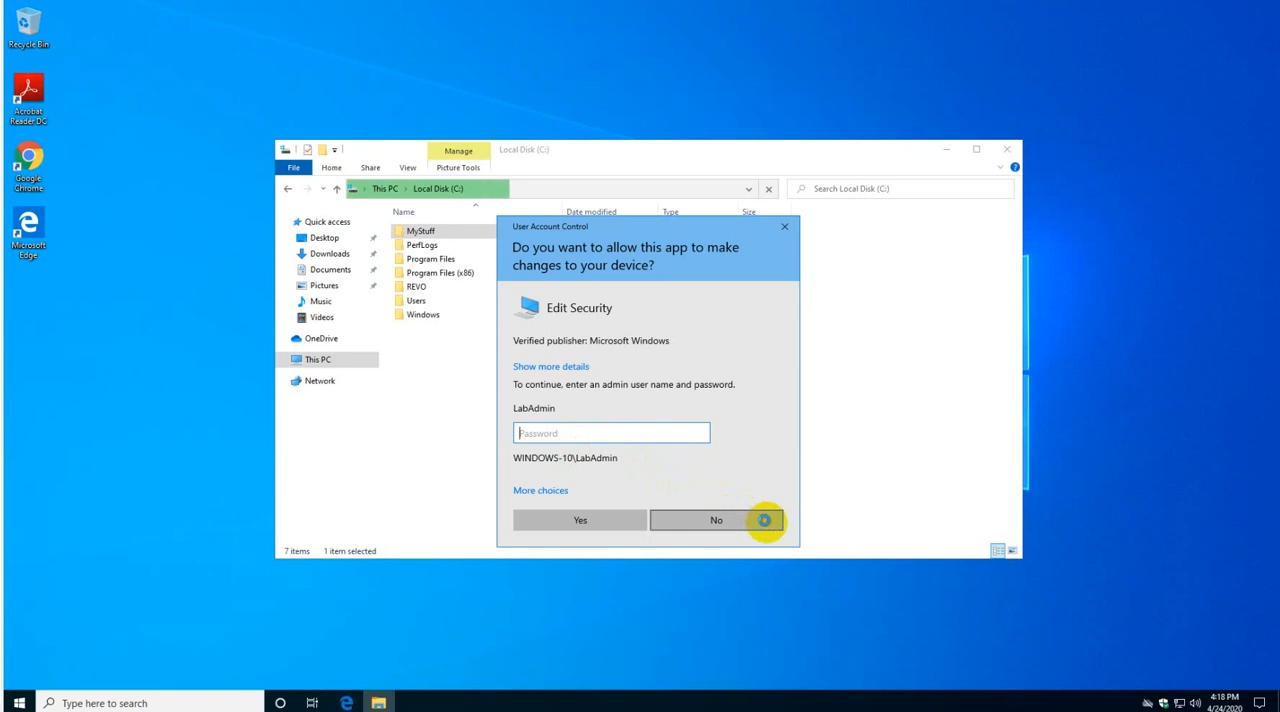 Recycle Bin
Acrobat
Reader DC
Google
Chrome
Microsoft
Edge
Manage
Local Disk (C:)
File
Home
Share
View
Picture Tools
This PC
Local Disk (C:)
Search Local Disk (C:)
Quick access
Desktop
Downloads
Documents
Pictures
Music
Videos
OneDrive
This PC
Network
Name
Date modified
Type
Size
MyStuff
PerfLogs
Program Files
Program Files (x86)
REVO
Users
Windows
User Account Control
Do you want to allow this app to make
changes to your device?
Edit Security
Verified publisher: Microsoft Windows
Show more details
To continue, enter an admin user name and password.
LabAdmin
Password
WINDOWS-10\LabAdmin
More choices
Yes
No
7 items
1 item selected
Type here to search
4:18 PM
4/24/2020